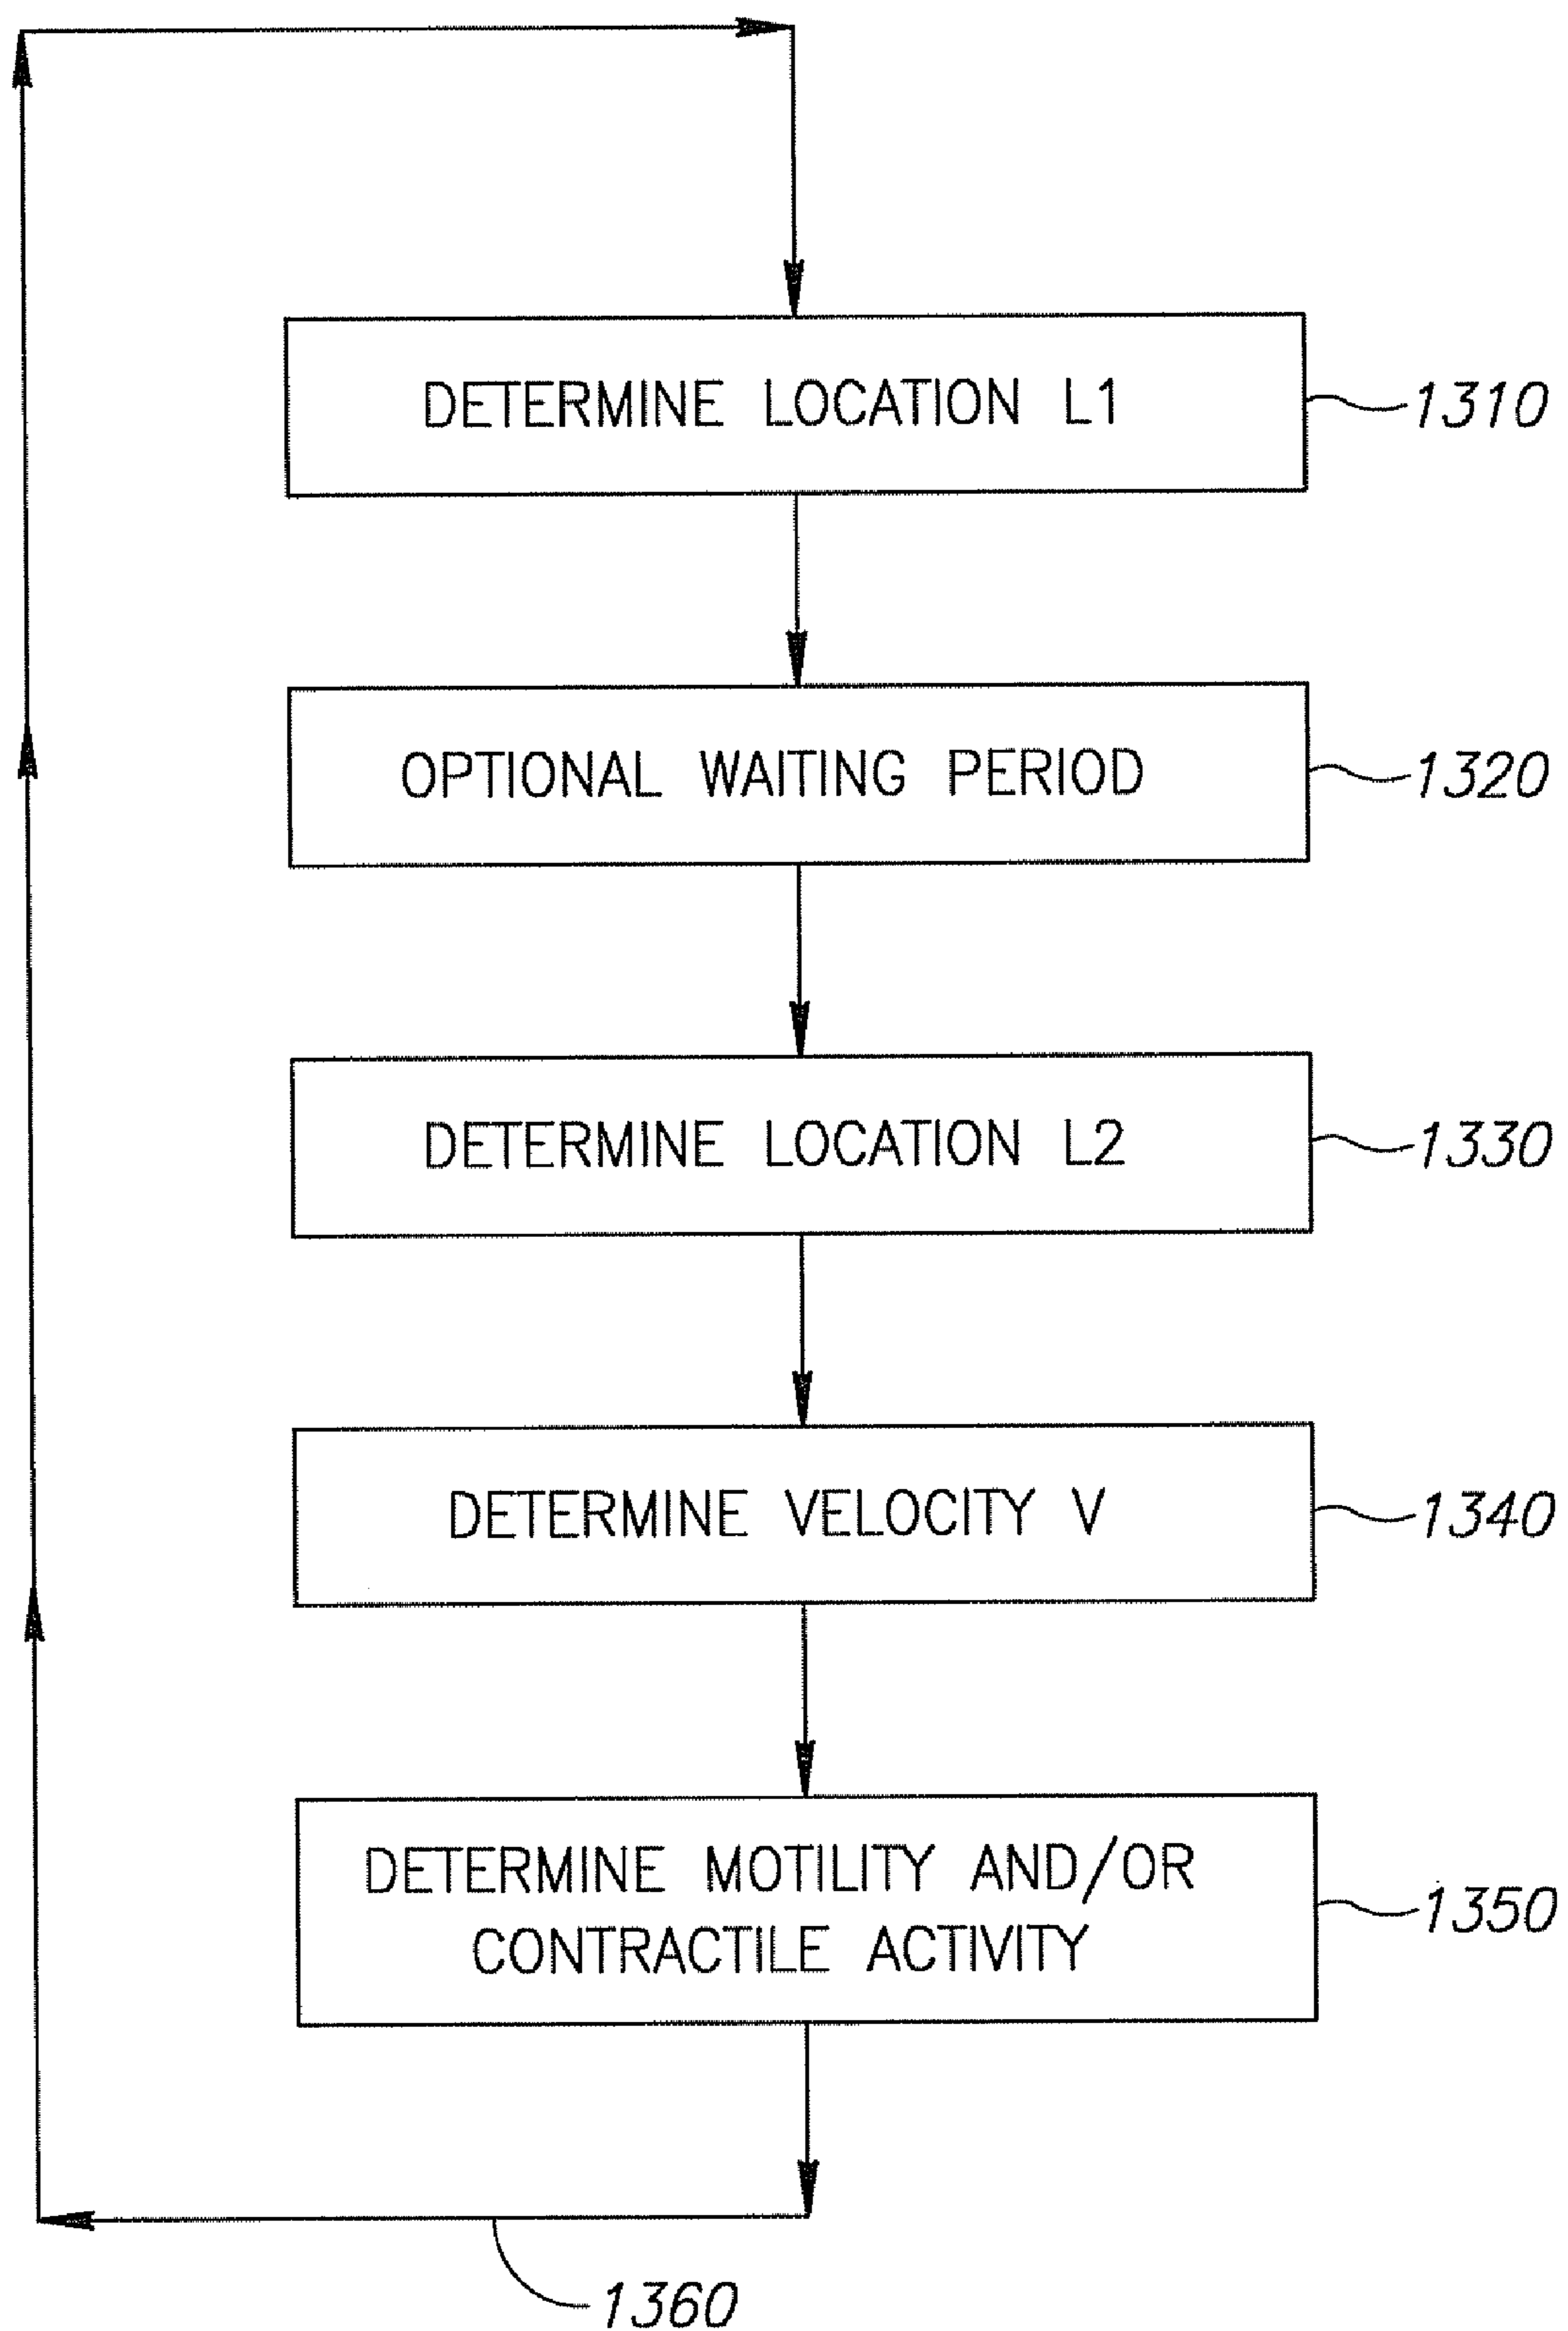 DETERMINE LOCATION L1
1310
OPTIONAL WAITING PERIOD
1320
DETERMINE LOCATION L2
1330
DETERMINE VELOCITY V
1340
DETERMINE MOTILITY AND/OR
CONTRACTILE ACTIVITY
1350
1360